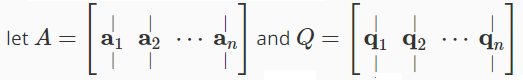 let A = [ a₁ a₂ ⋯ aₙ ] and Q = [ q₁ q₂ ⋯ qₙ ]